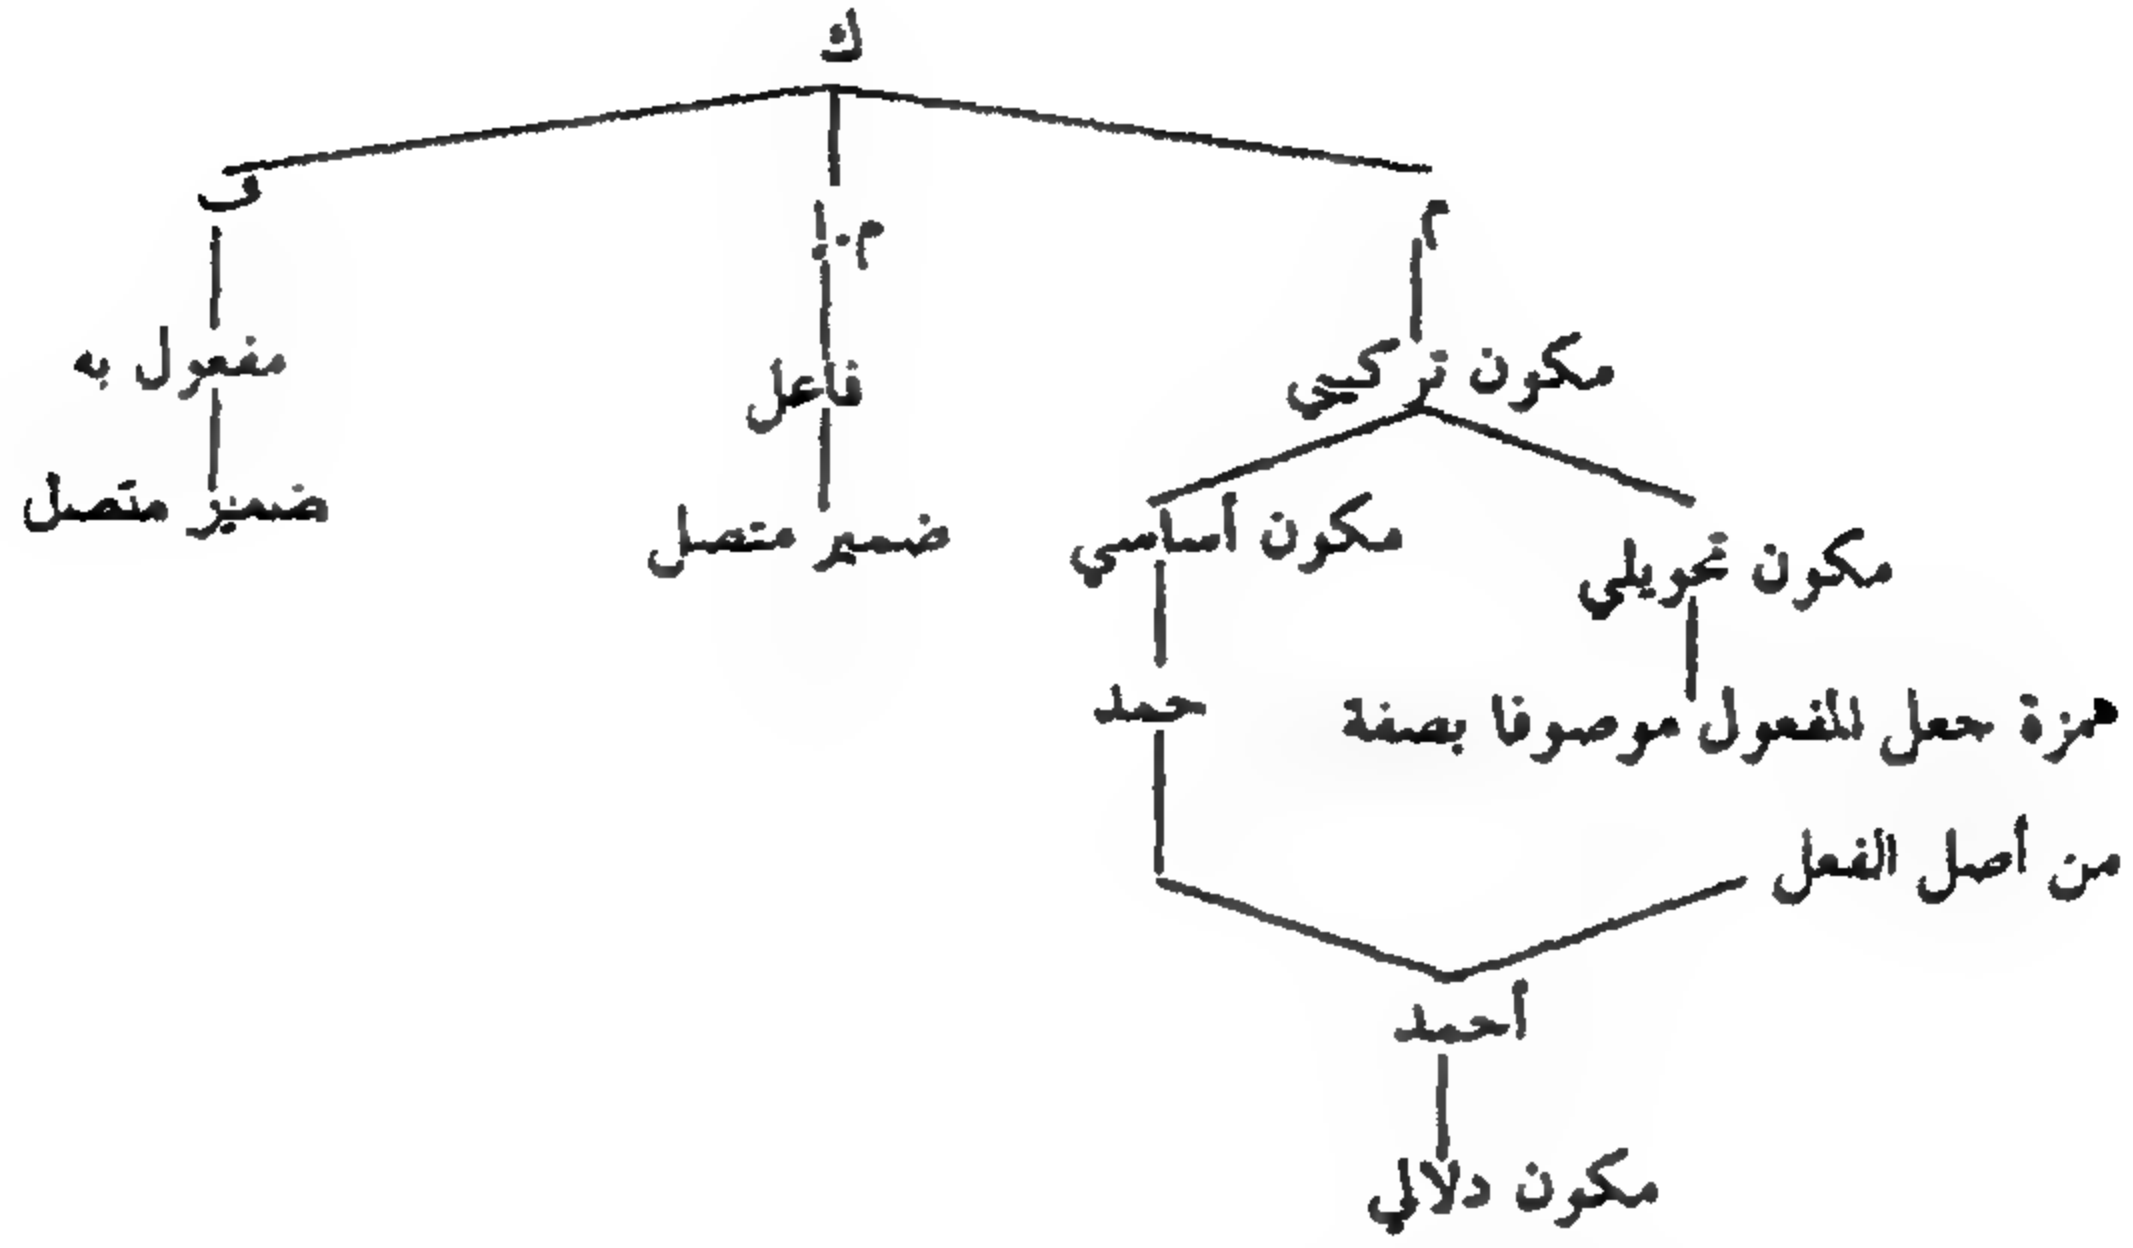 ك
م
م.إ
ف
مكون تركيبي
فاعل
مفعول به
مكون تحويلي
مكون أساسي
ضمير متصل
ضمير متصل
همزة جعل المفعول موصوفا بصفة
حمد
من أصل الفعل
أحمد
مكون دلالي